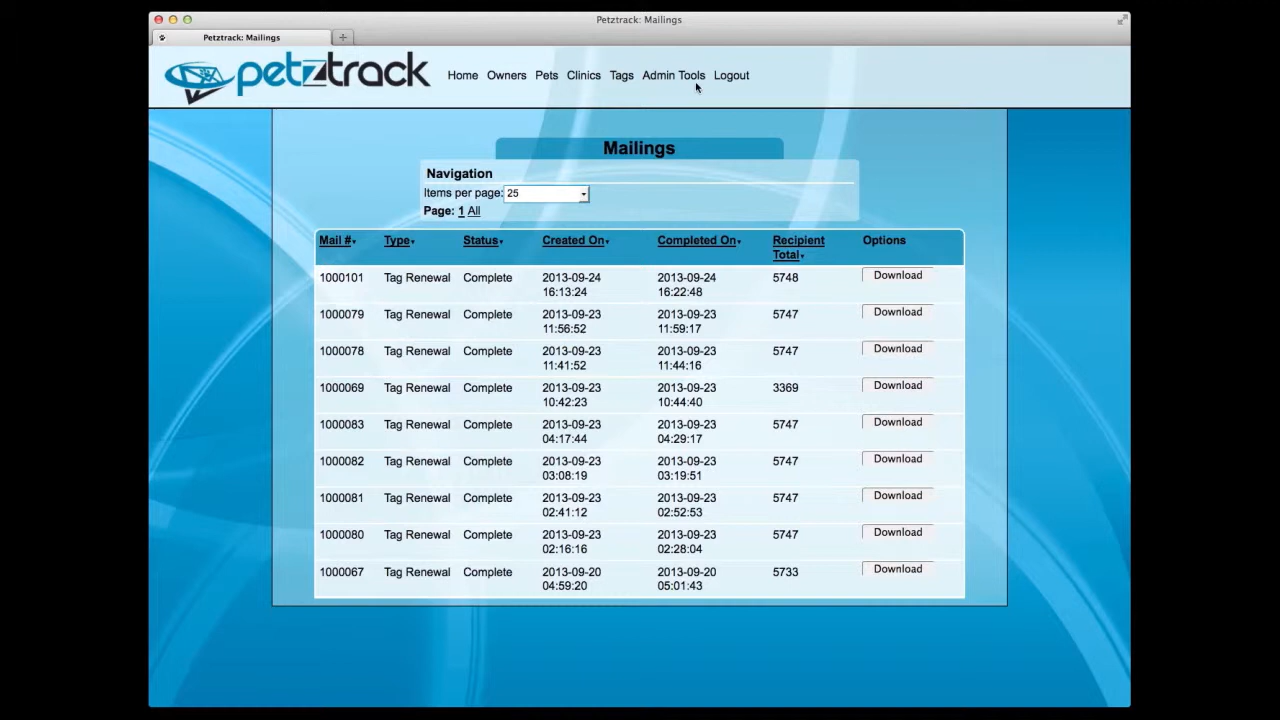 Petztrack: Mailings
Petztrack: Mailings
petztrack Home Owners Pets Clinics Tags Admin Tools Logout
Mailings
Navigation
Items per page: 25
Page: 1 All
Mail # Type Status Created On Completed On Recipient Total Options
1000101 Tag Renewal Complete 2013-09-24 16:13:24 2013-09-24 16:22:48 5748 Download
1000079 Tag Renewal Complete 2013-09-23 11:56:52 2013-09-23 11:59:17 5747 Download
1000078 Tag Renewal Complete 2013-09-23 11:41:52 2013-09-23 11:44:16 5747 Download
1000069 Tag Renewal Complete 2013-09-23 10:42:23 2013-09-23 10:44:40 3369 Download
1000083 Tag Renewal Complete 2013-09-23 04:17:44 2013-09-23 04:29:17 5747 Download
1000082 Tag Renewal Complete 2013-09-23 03:08:19 2013-09-23 03:19:51 5747 Download
1000081 Tag Renewal Complete 2013-09-23 02:41:12 2013-09-23 02:52:53 5747 Download
1000080 Tag Renewal Complete 2013-09-23 02:16:16 2013-09-23 02:28:04 5747 Download
1000067 Tag Renewal Complete 2013-09-20 04:59:20 2013-09-20 05:01:43 5733 Download